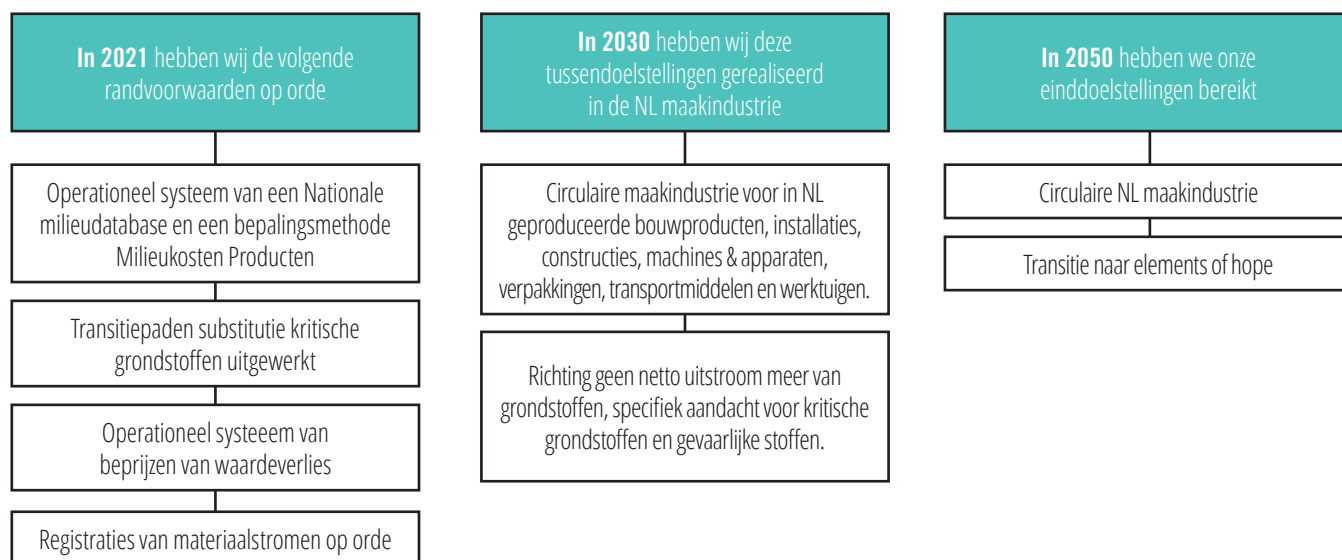 In 2021 hebben wij de volgende
randvoorwaarden op orde
Operationeel systeem van een Nationale
milieudatabase en een bepalingsmethode
Milieukosten Producten
Transitiepaden substitutie kritische
grondstoffen uitgewerkt
Operationeel systeeem van
beprijzen van waardeverlies
Registraties van materiaalstromen op orde
In 2030 hebben wij deze
tussendoelstellingen gerealiseerd
in de NL maakindustrie
Circulaire maakindustrie voor in NL
geproduceerde bouwproducten, installaties,
constructies, machines & apparaten,
verpakkingen, transportmiddelen en werktuigen.
Richting geen netto uitstroom meer van
grondstoffen, specifiek aandacht voor kritische
grondstoffen en gevaarlijke stoffen.
In 2050 hebben we onze
einddoelstellingen bereikt
Circulaire NL maakindustrie
Transitie naar elements of hope